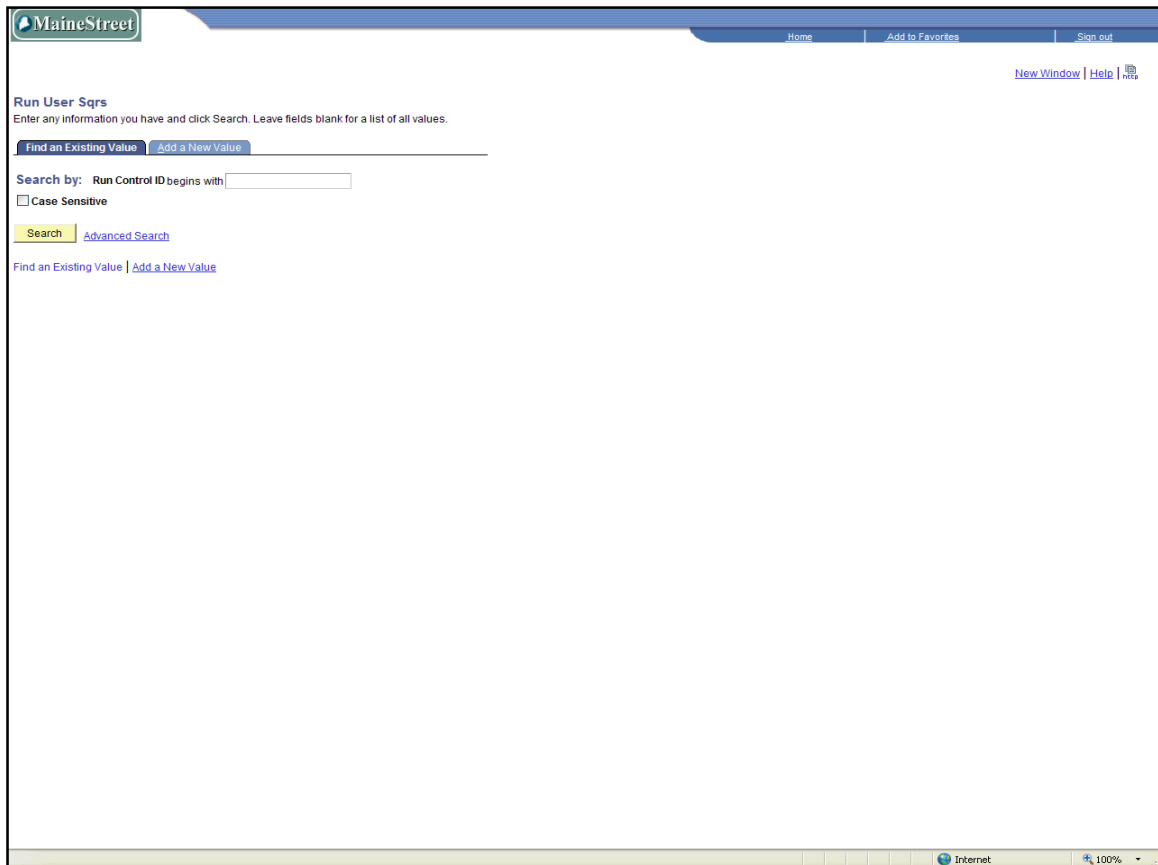 MaineStreet
Home Add to Favorites Sign out
New Window | Help | http
Run User Sqrs
Enter any information you have and click Search. Leave fields blank for a list of all values.
Find an Existing Value Add a New Value
Search by: Run Control ID begins with
Case Sensitive
Search Advanced Search
Find an Existing Value | Add a New Value
Internet 100%